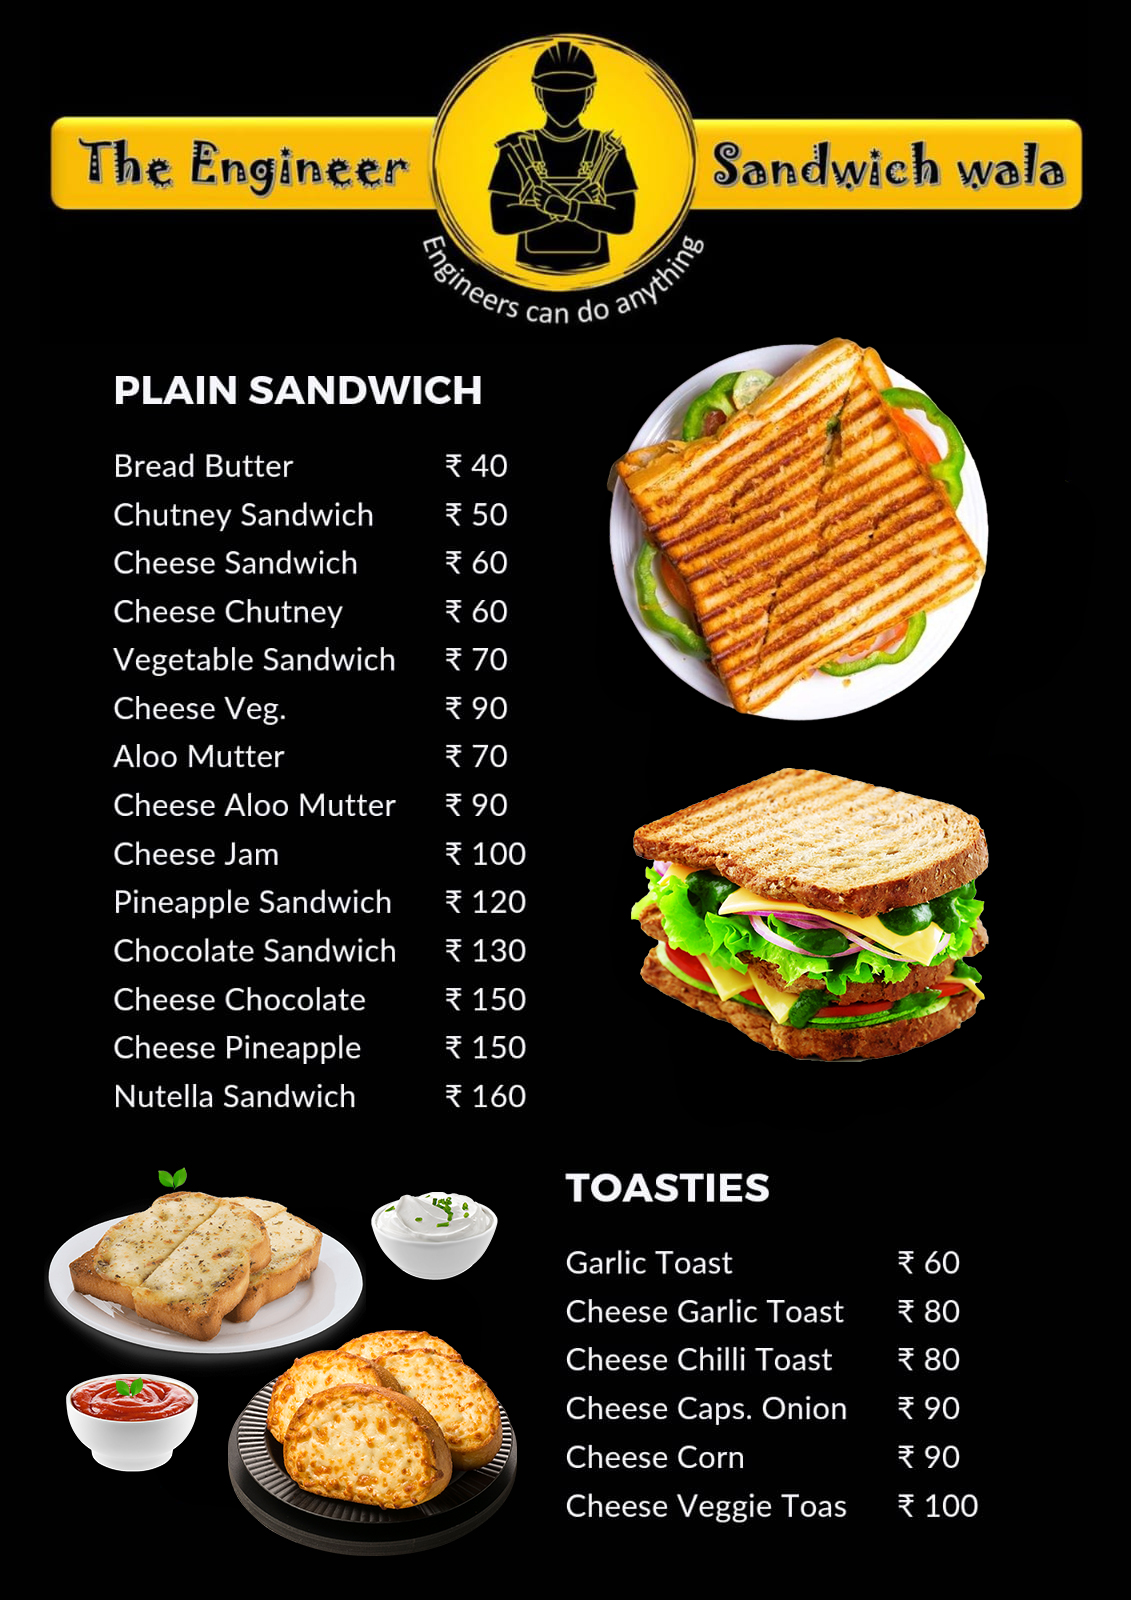 The Engineer Sandwich wala
Engineers can do anything
PLAIN SANDWICH
Bread Butter ₹ 40
Chutney Sandwich ₹ 50
Cheese Sandwich ₹ 60
Cheese Chutney ₹ 60
Vegetable Sandwich ₹ 70
Cheese Veg. ₹ 90
Aloo Mutter ₹ 70
Cheese Aloo Mutter ₹ 90
Cheese Jam ₹ 100
Pineapple Sandwich ₹ 120
Chocolate Sandwich ₹ 130
Cheese Chocolate ₹ 150
Cheese Pineapple ₹ 150
Nutella Sandwich ₹ 160
TOASTIES
Garlic Toast ₹ 60
Cheese Garlic Toast ₹ 80
Cheese Chilli Toast ₹ 80
Cheese Caps. Onion ₹ 90
Cheese Corn ₹ 90
Cheese Veggie Toas ₹ 100